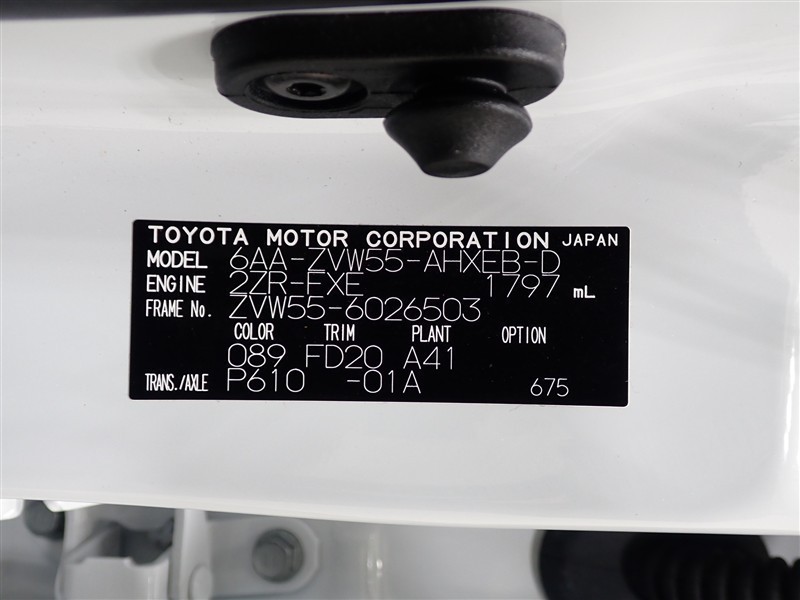 TOYOTA MOTOR CORPORATION JAPAN
MODEL 6AA-ZVW55-AHXEB-D
ENGINE 2ZR-FXE 1797 mL
FRAME No. ZVW55-6026503
COLOR TRIM PLANT OPTION
089 FD20 A41
TRANS./AXLE P610 -01A 675